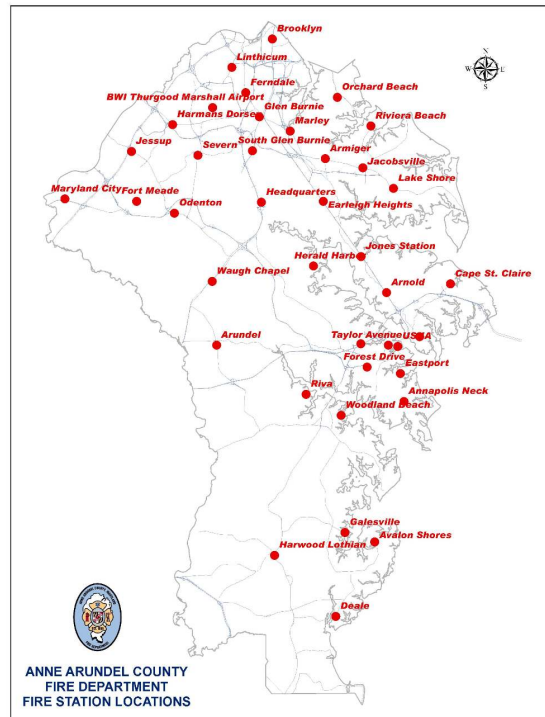 Brooklyn
Linthicum
N
W E
S
Ferndale
Orchard Beach
BWI Thurgood Marshall Airport
Glen Burnie
Harmans Dorse
Marley
Riviera Beach
Jessup
Severn
South Glen Burnie
Armiger
Jacobsville
Lake Shore
Maryland City
Fort Meade
Odenton
Headquarters
Earleigh Heights
Jones Station
Herald Harb
Waugh Chapel
Cape St. Claire
Arnold
Arundel
Taylor Avenue
Forest Drive
Eastport
Riva
Annapolis Neck
Woodland Beach
Galesville
Avalon Shores
Harwood Lothian
Deale
ANNE ARUNDEL COUNTY
FIRE DEPARTMENT
FIRE STATION LOCATIONS